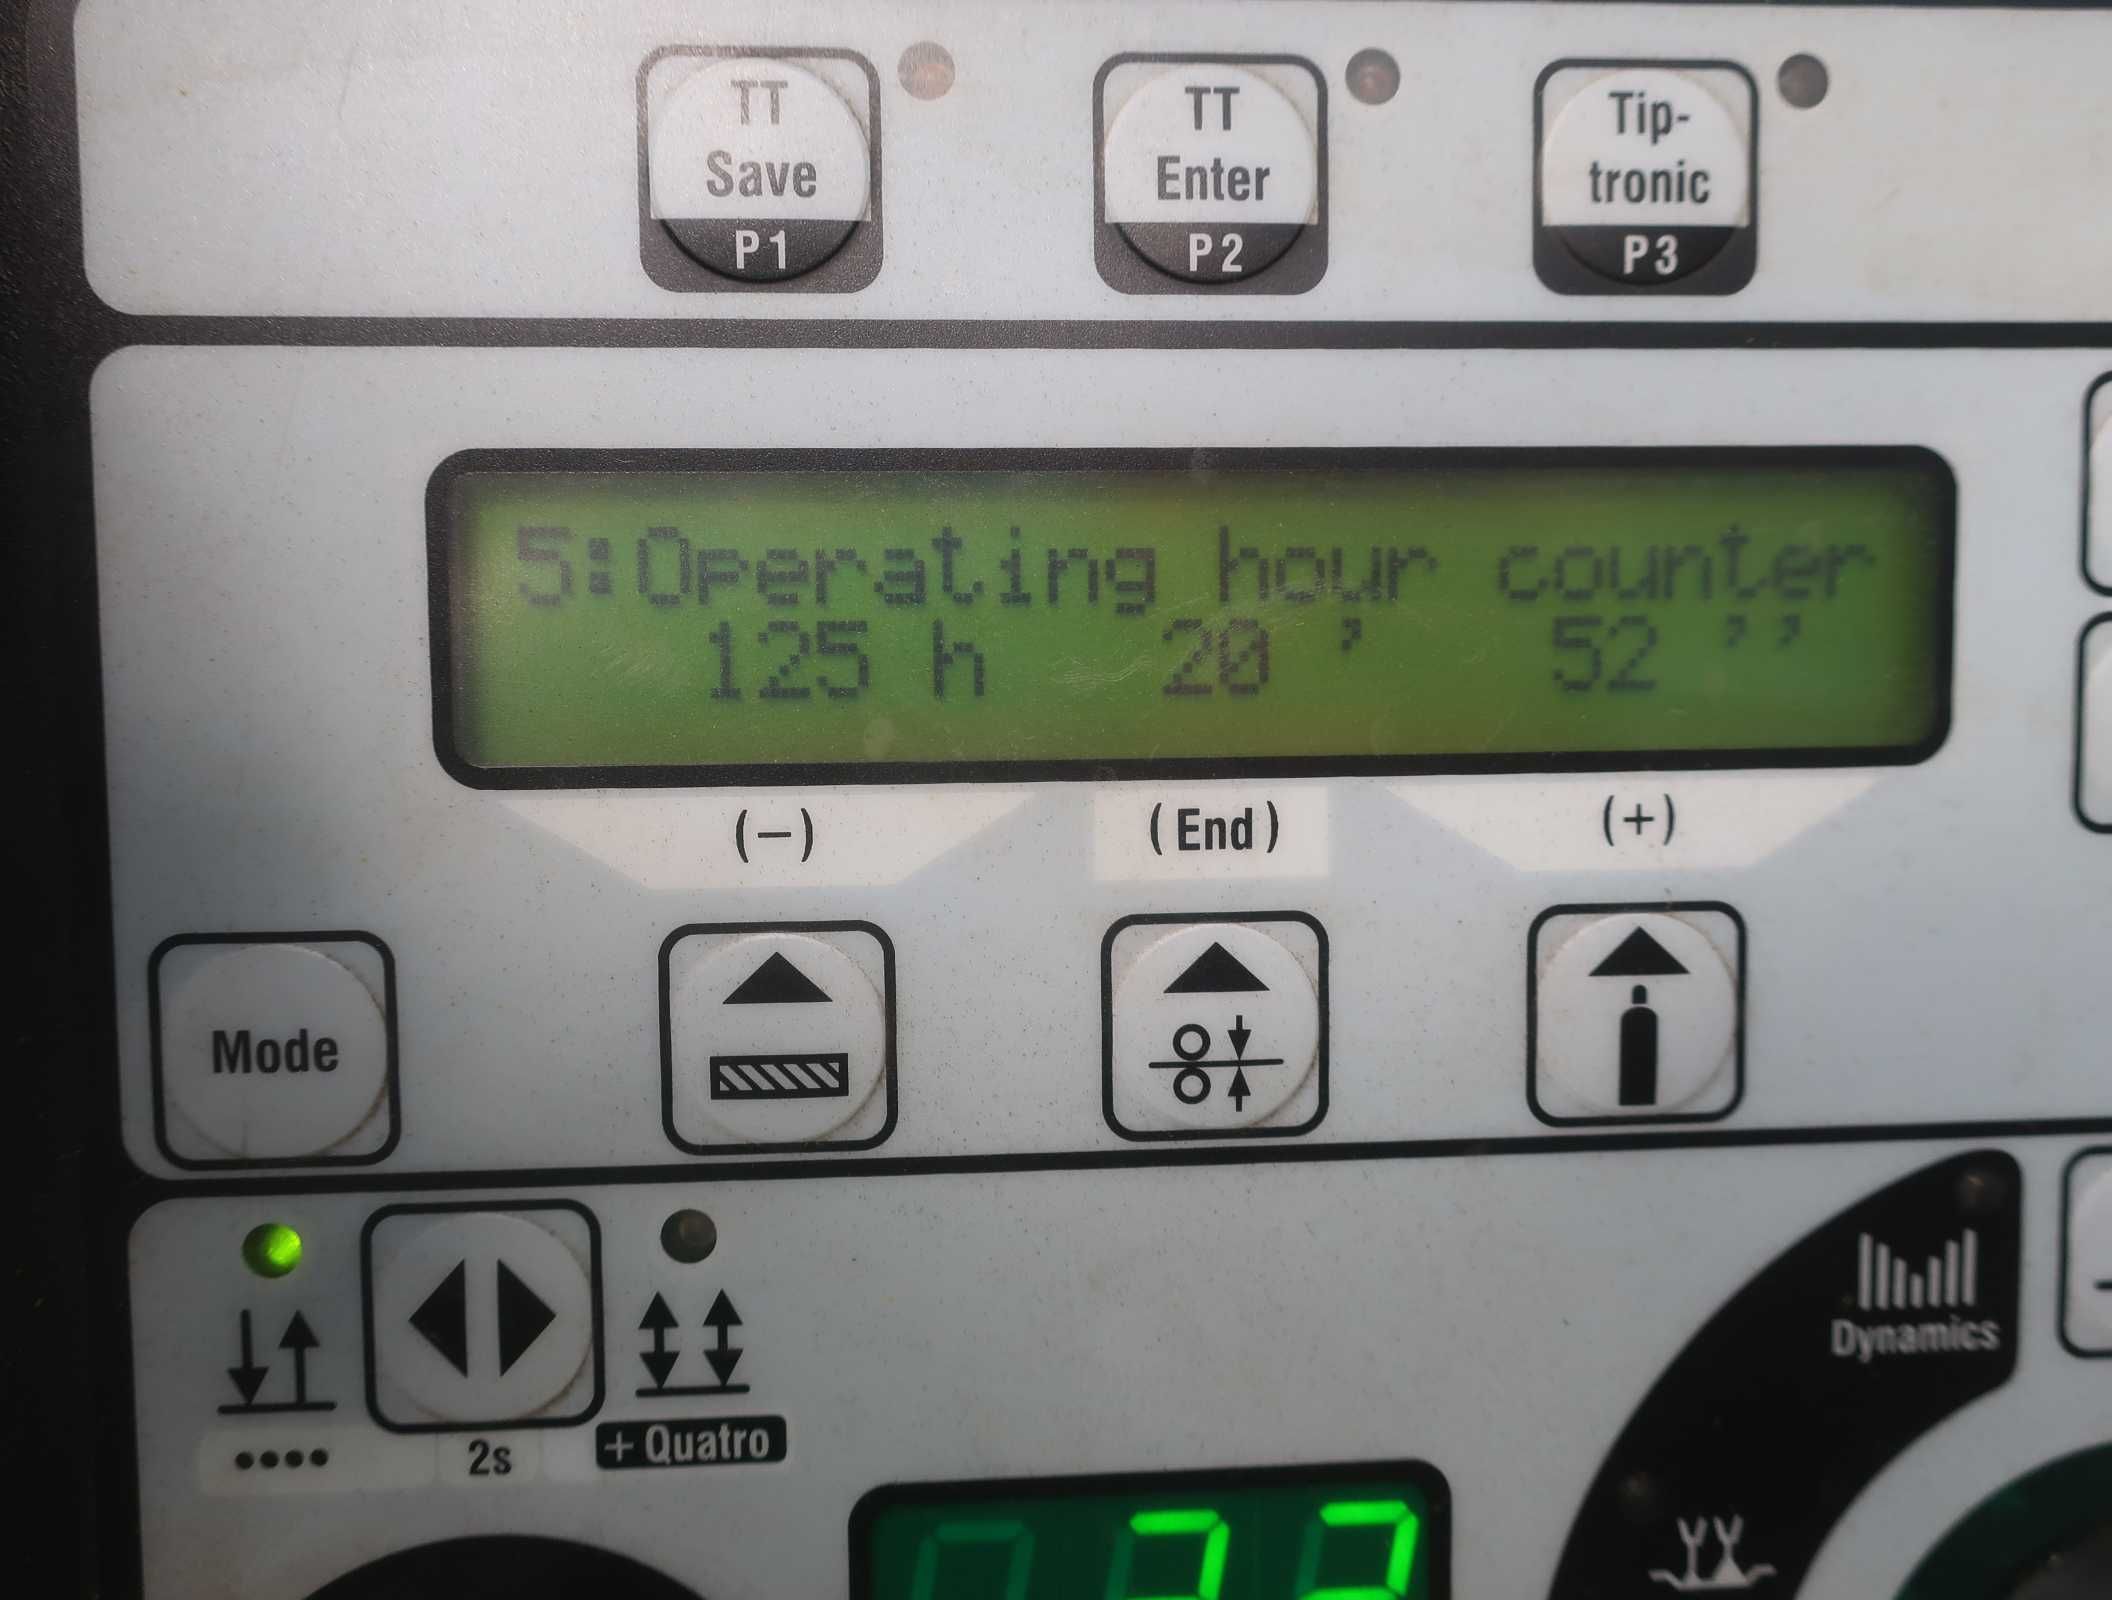 TT
Save
P1
TT
Enter
P2
Tip-
tronic
P3
5:Operating hour counter
125 h 20 ' 52 ''
(−)
(End)
(+)
Mode
2s
+ Quatro
Dynamics